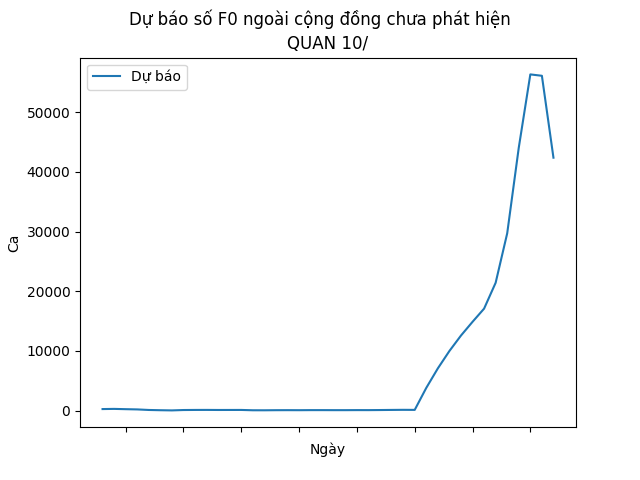 Dự báo số F0 ngoài cộng đồng chưa phát hiện
QUAN 10/
Dự báo
50000
40000
30000
20000
10000
0
Ca
Ngày